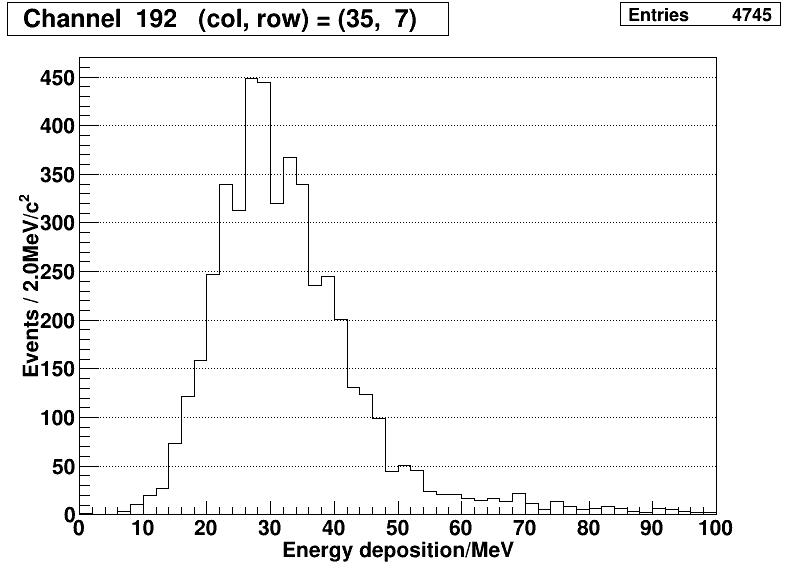 Channel 192 (col, row) = (35, 7)
Entries 4745
Events / 2.0MeV/c²
450
400
350
300
250
200
150
100
50
0
0 10 20 30 40 50 60 70 80 90 100
Energy deposition/MeV